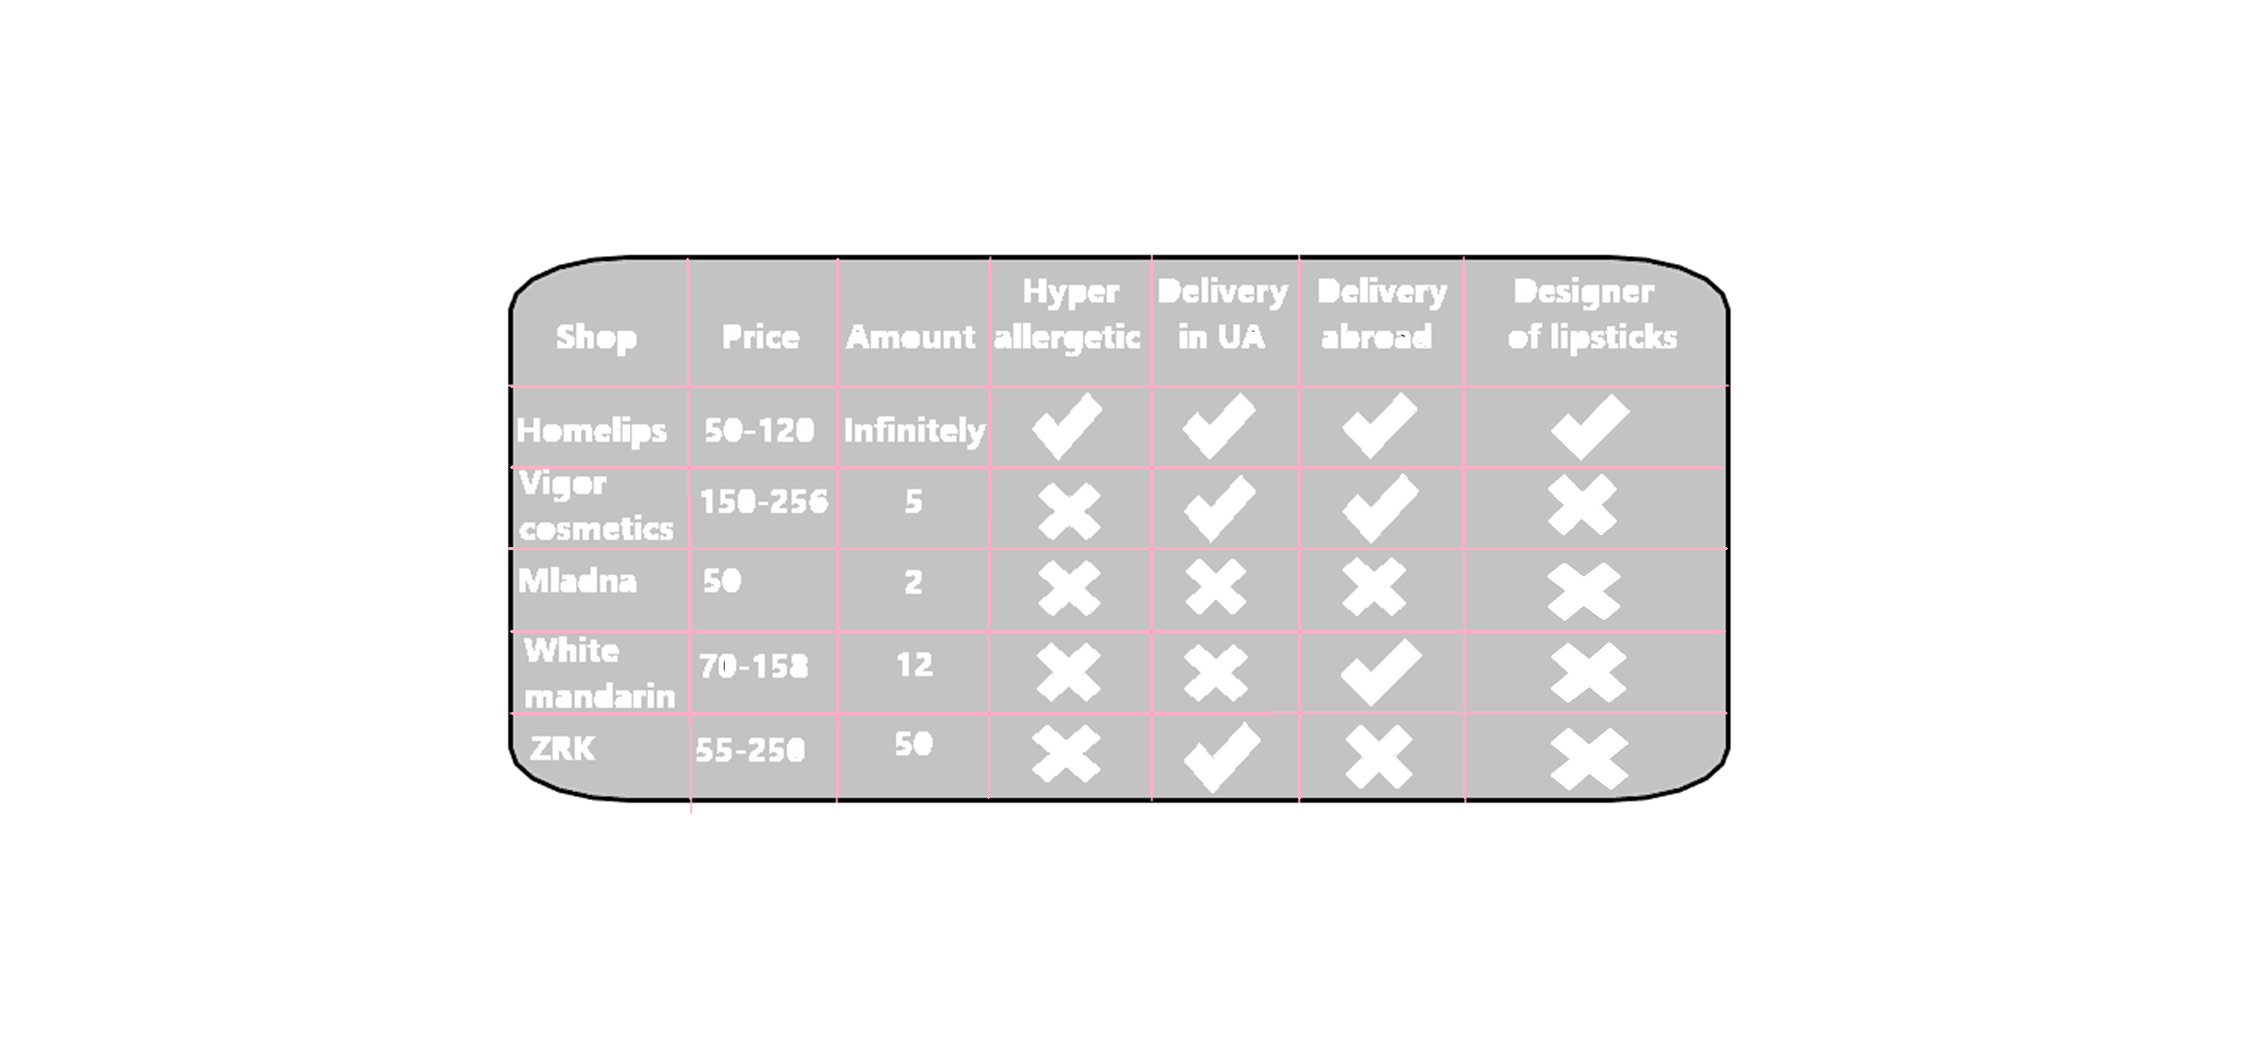 Shop Price Amount Hyper allergetic Delivery in UA Delivery abroad Designer of lipsticks
Homelips 50-120 Infinitely
Vigor cosmetics 150-256 5
Mladna 50 2
White mandarin 70-158 12
ZRK 55-250 50